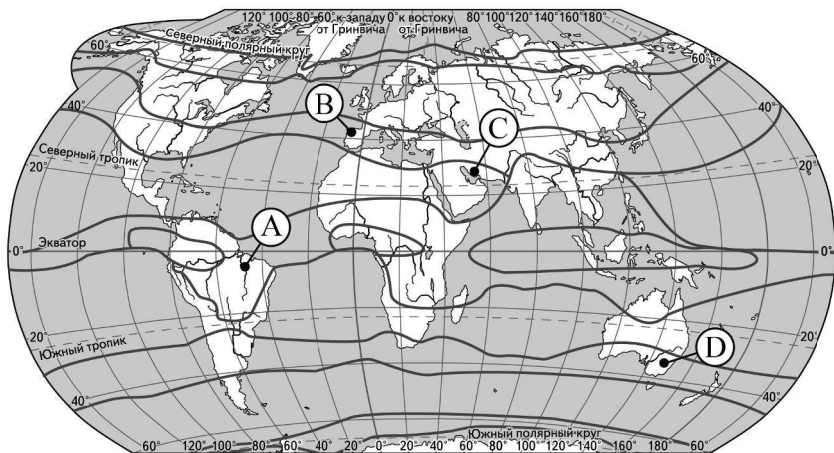 120° 100° 80° 60° к западу от Гринвича
0° к востоку от Гринвича
80° 100° 120° 140° 160° 180°
Северный полярный круг
60°
60°
40°
40°
Северный тропик
20°
20°
Экватор
0°
0°
20°
20°
Южный тропик
40°
40°
Южный полярный круг
60° 120° 100° 80° 60° 40° 20° 0° 20° 40° 60° 80° 100° 120° 140° 160° 180° 60°
A
B
C
D